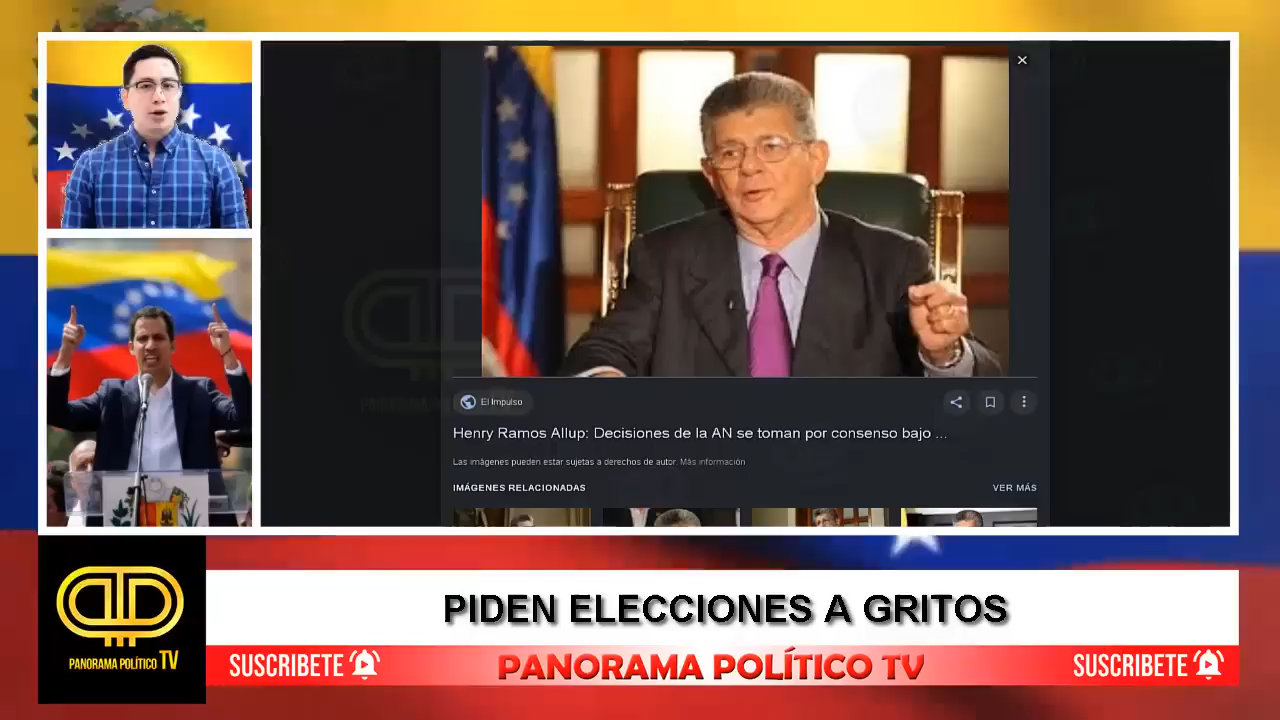 El Impulso
Henry Ramos Allup: Decisiones de la AN se toman por consenso bajo ...
Las imágenes pueden estar sujetas a derechos de autor. Más información
IMÁGENES RELACIONADAS
VER MÁS
PIDEN ELECCIONES A GRITOS
PANORAMA POLÍTICO TV
SUSCRIBETE
PANORAMA POLÍTICO TV
SUSCRIBETE